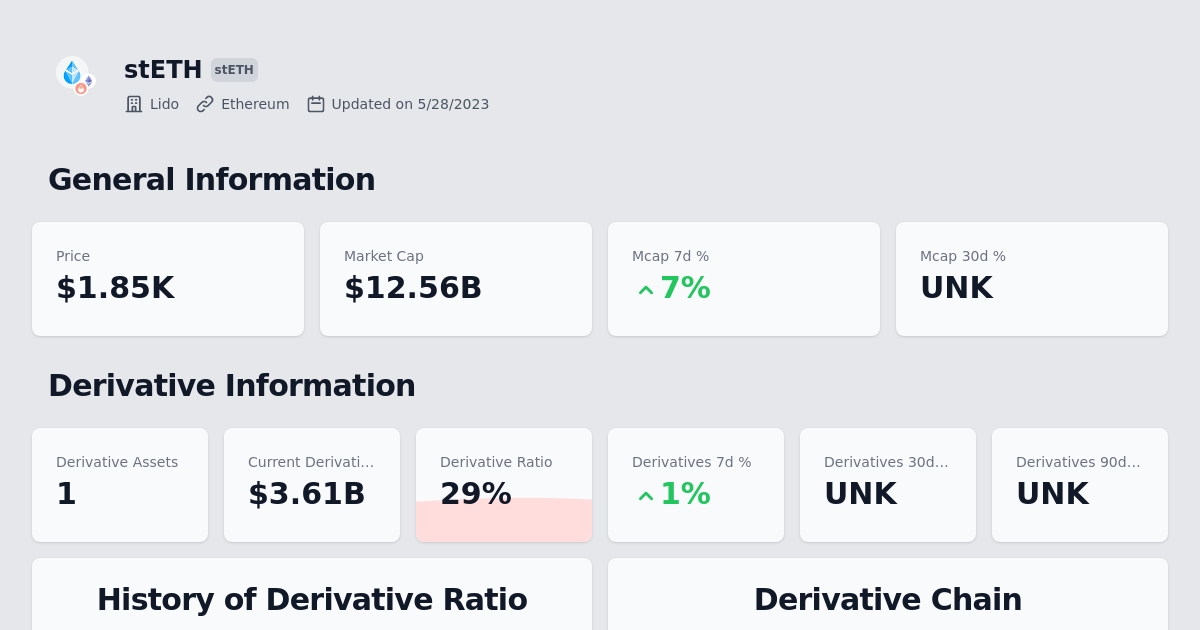 stETH stETH
Lido Ethereum Updated on 5/28/2023
General Information
Price Market Cap Mcap 7d % Mcap 30d %
$1.85K $12.56B 7% UNK
Derivative Information
Derivative Assets Current Derivati... Derivative Ratio Derivatives 7d % Derivatives 30d... Derivatives 90d...
1 $3.61B 29% 1% UNK UNK
History of Derivative Ratio Derivative Chain